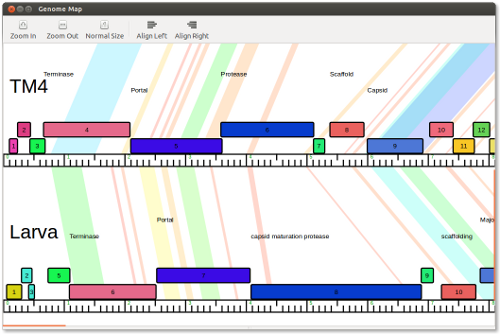 Genome Map
Zoom In Zoom Out Normal Size Align Left Align Right
Terminase Protease Scaffold
Portal Capsid
TM4
2 4 6 8 10 12
1 3 5 7 9 11
Portal Majo
Larva Terminase capsid maturation protease scaffolding
2 5 7 9
1 3 6 8 10